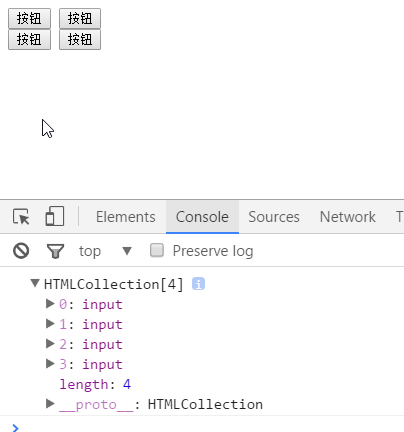 按钮 按钮
按钮 按钮
Elements Console Sources Network T
top Preserve log
HTMLCollection[4] i
0: input
1: input
2: input
3: input
length: 4
__proto__: HTMLCollection